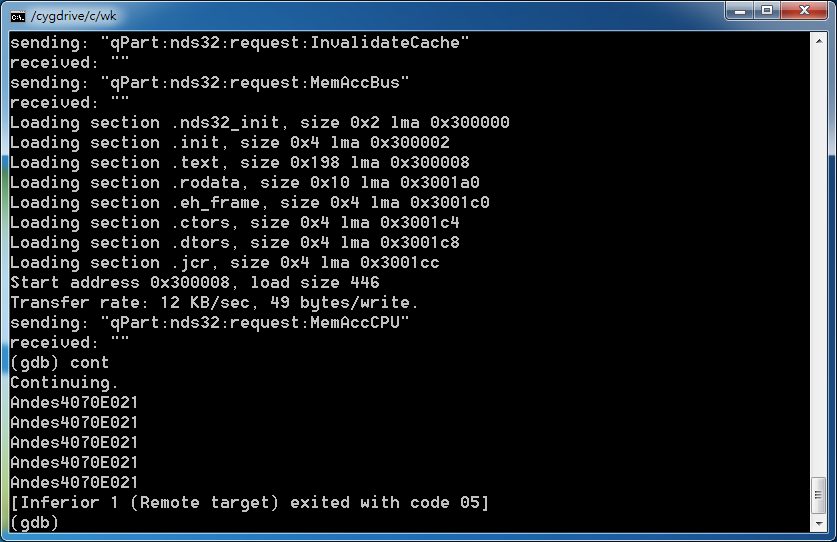 /cygdrive/c/wk
sending: "qPart:nds32:request:InvalidateCache"
received: ""
sending: "qPart:nds32:request:MemAccBus"
received: ""
Loading section .nds32_init, size 0x2 lma 0x300000
Loading section .init, size 0x4 lma 0x300002
Loading section .text, size 0x198 lma 0x300008
Loading section .rodata, size 0x10 lma 0x3001a0
Loading section .eh_frame, size 0x4 lma 0x3001c0
Loading section .ctors, size 0x4 lma 0x3001c4
Loading section .dtors, size 0x4 lma 0x3001c8
Loading section .jcr, size 0x4 lma 0x3001cc
Start address 0x300008, load size 446
Transfer rate: 12 KB/sec, 49 bytes/write.
sending: "qPart:nds32:request:MemAccCPU"
received: ""
(gdb) cont
Continuing.
Andes4070E021
Andes4070E021
Andes4070E021
Andes4070E021
Andes4070E021
[Inferior 1 (Remote target) exited with code 05]
(gdb)